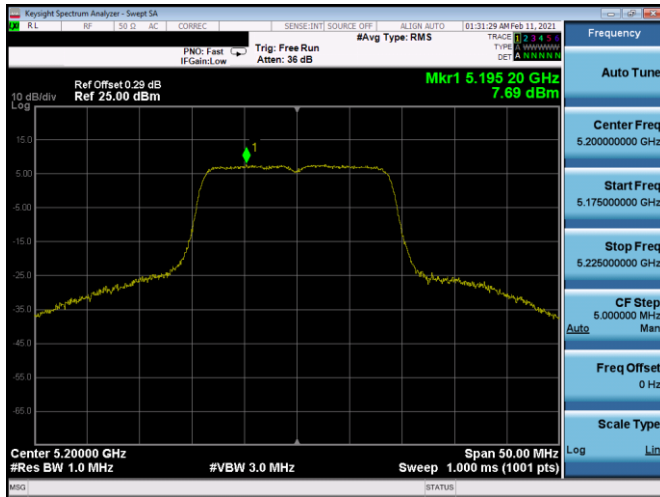 Keysight Spectrum Analyzer - Swept SA
RL RF 50 Ω AC CORREC SENSE:INT SOURCE OFF ALIGN AUTO 01:31:29 AM Feb 11, 2021
#Avg Type: RMS
TRACE 1 2 3 4 5 6
TYPE A WWWWW
DET A N N N N N
PNO: Fast
IFGain:Low
Trig: Free Run
Atten: 36 dB
Mkr1 5.195 20 GHz
7.69 dBm
Ref Offset 0.29 dB
10 dB/div Ref 25.00 dBm
Log
1
15.0
5.00
-5.00
-15.0
-25.0
-35.0
-45.0
-55.0
-65.0
Center 5.20000 GHz Span 50.00 MHz
#Res BW 1.0 MHz #VBW 3.0 MHz Sweep 1.000 ms (1001 pts)
MSG STATUS
Frequency
Auto Tune
Center Freq
5.200000000 GHz
Start Freq
5.175000000 GHz
Stop Freq
5.225000000 GHz
CF Step
5.000000 MHz
Auto Man
Freq Offset
0 Hz
Scale Type
Log Lin